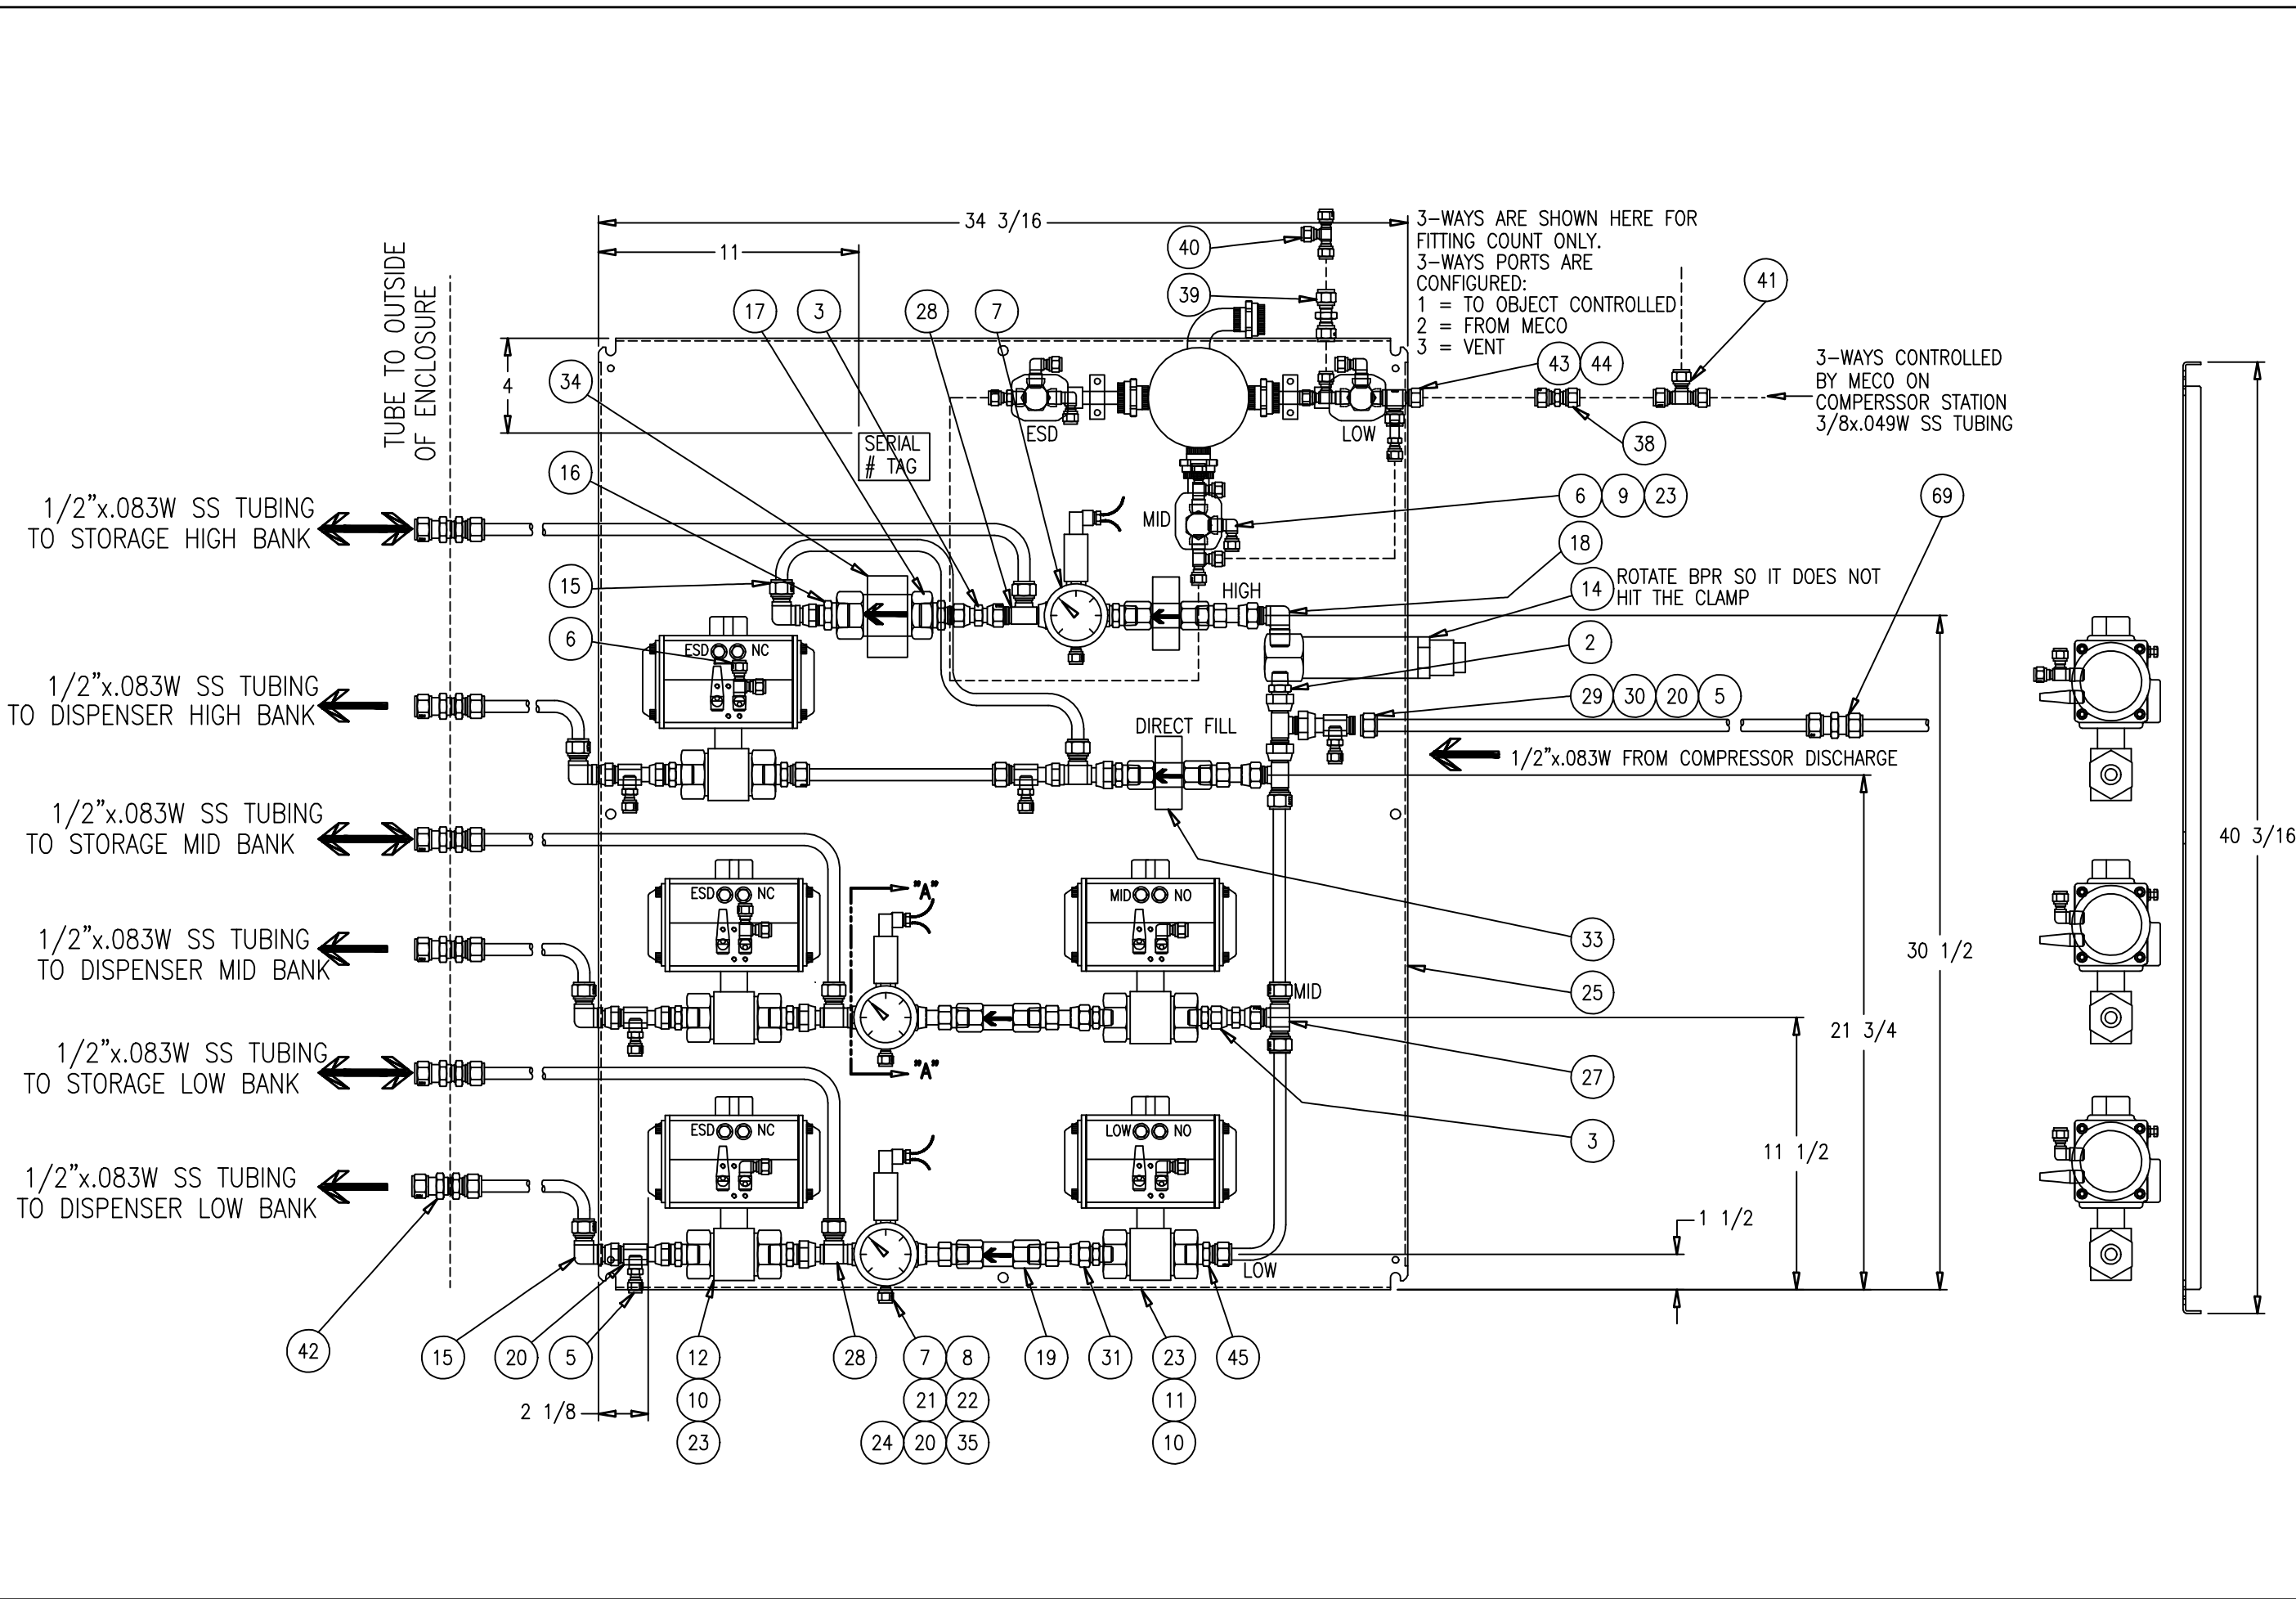 34 3/16
11
4
TUBE TO OUTSIDE
OF ENCLOSURE
40
39
3-WAYS ARE SHOWN HERE FOR
FITTING COUNT ONLY.
3-WAYS PORTS ARE
CONFIGURED:
1 = TO OBJECT CONTROLLED
2 = FROM MECO
3 = VENT
41
17
3
28
7
34
16
43
44
38
3-WAYS CONTROLLED
BY MECO ON
COMPERSSOR STATION
3/8x.049W SS TUBING
SERIAL
# TAG
ESD
LOW
MID
6
9
23
69
18
14
ROTATE BPR SO IT DOES NOT
HIT THE CLAMP
HIGH
15
6
2
29
30
20
5
1/2"x.083W SS TUBING
TO STORAGE HIGH BANK
ESD
NC
1/2"x.083W SS TUBING
TO DISPENSER HIGH BANK
DIRECT FILL
1/2"x.083W FROM COMPRESSOR DISCHARGE
1/2"x.083W SS TUBING
TO STORAGE MID BANK
40 3/16
ESD
NC
"A"
MID
NO
1/2"x.083W SS TUBING
TO DISPENSER MID BANK
33
25
30 1/2
MID
21 3/4
1/2"x.083W SS TUBING
TO STORAGE LOW BANK
"A"
27
3
ESD
NC
LOW
NO
11 1/2
1/2"x.083W SS TUBING
TO DISPENSER LOW BANK
1 1/2
LOW
42
15
20
5
12
10
23
28
7
8
21
22
24
20
35
19
31
23
11
10
45
2 1/8